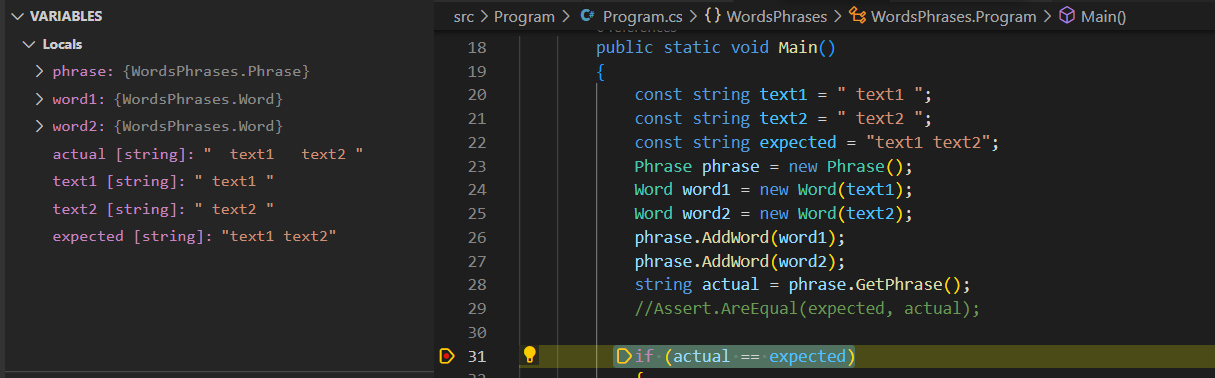 VARIABLES
Locals
phrase: {WordsPhrases.Phrase}
word1: {WordsPhrases.Word}
word2: {WordsPhrases.Word}
actual [string]: "  text1   text2 "
text1 [string]: " text1 "
text2 [string]: " text2 "
expected [string]: "text1 text2"
src > Program > Program.cs > {} WordsPhrases > WordsPhrases.Program > Main()
18 public static void Main()
19 {
20 const string text1 = " text1 ";
21 const string text2 = " text2 ";
22 const string expected = "text1 text2";
23 Phrase phrase = new Phrase();
24 Word word1 = new Word(text1);
25 Word word2 = new Word(text2);
26 phrase.AddWord(word1);
27 phrase.AddWord(word2);
28 string actual = phrase.GetPhrase();
29 //Assert.AreEqual(expected, actual);
30
31 if (actual == expected)